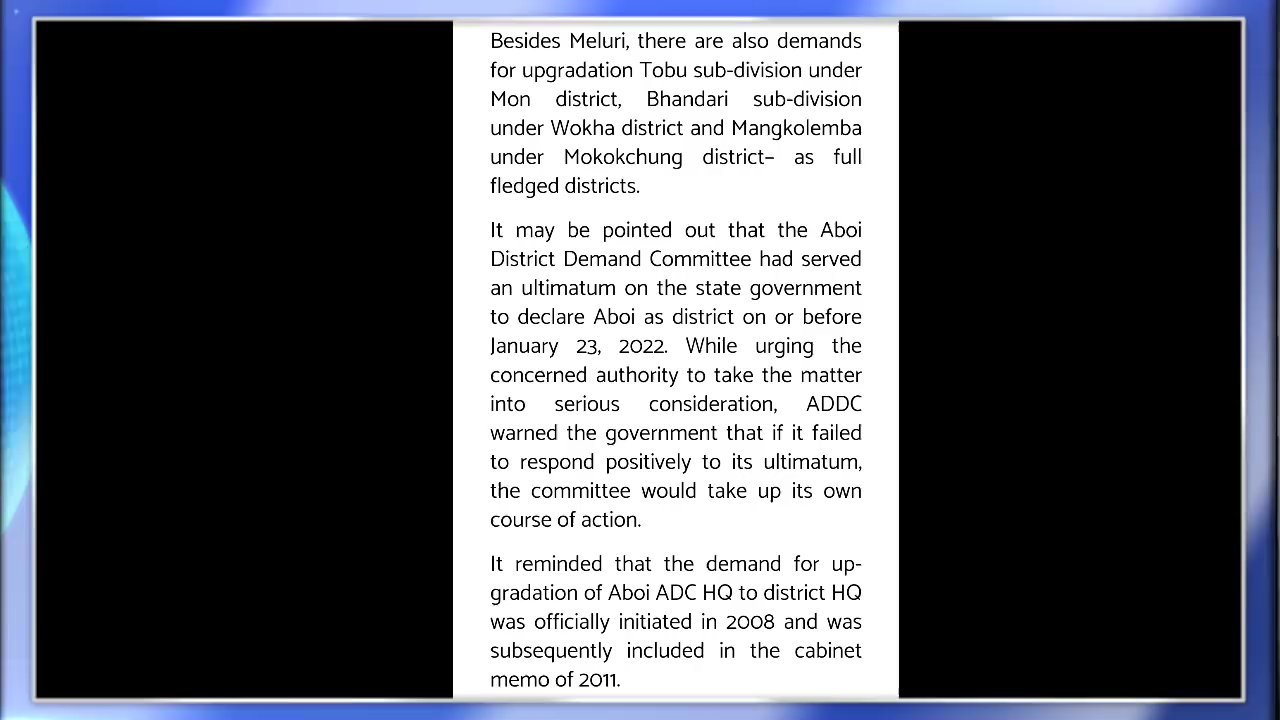 Besides Meluri, there are also demands
for upgradation Tobu sub-division under
Mon district, Bhandari sub-division
under Wokha district and Mangkolemba
under Mokokchung district– as full
fledged districts.
It may be pointed out that the Aboi
District Demand Committee had served
an ultimatum on the state government
to declare Aboi as district on or before
January 23, 2022. While urging the
concerned authority to take the matter
into serious consideration, ADDC
warned the government that if it failed
to respond positively to its ultimatum,
the committee would take up its own
course of action.
It reminded that the demand for up-
gradation of Aboi ADC HQ to district HQ
was officially initiated in 2008 and was
subsequently included in the cabinet
memo of 2011.